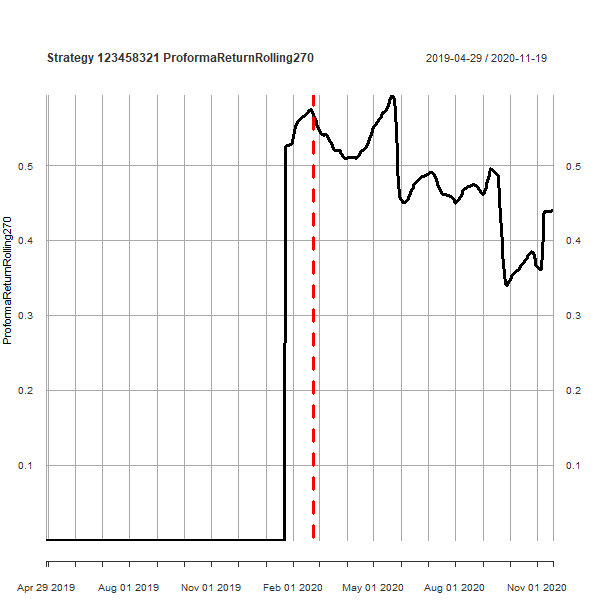 Strategy 123458321 ProformaReturnRolling270
2019-04-29 / 2020-11-19
ProformaReturnRolling270
0.5 0.5
0.4 0.4
0.3 0.3
0.2 0.2
0.1 0.1
Apr 29 2019 Aug 01 2019 Nov 01 2019 Feb 01 2020 May 01 2020 Aug 01 2020 Nov 01 2020